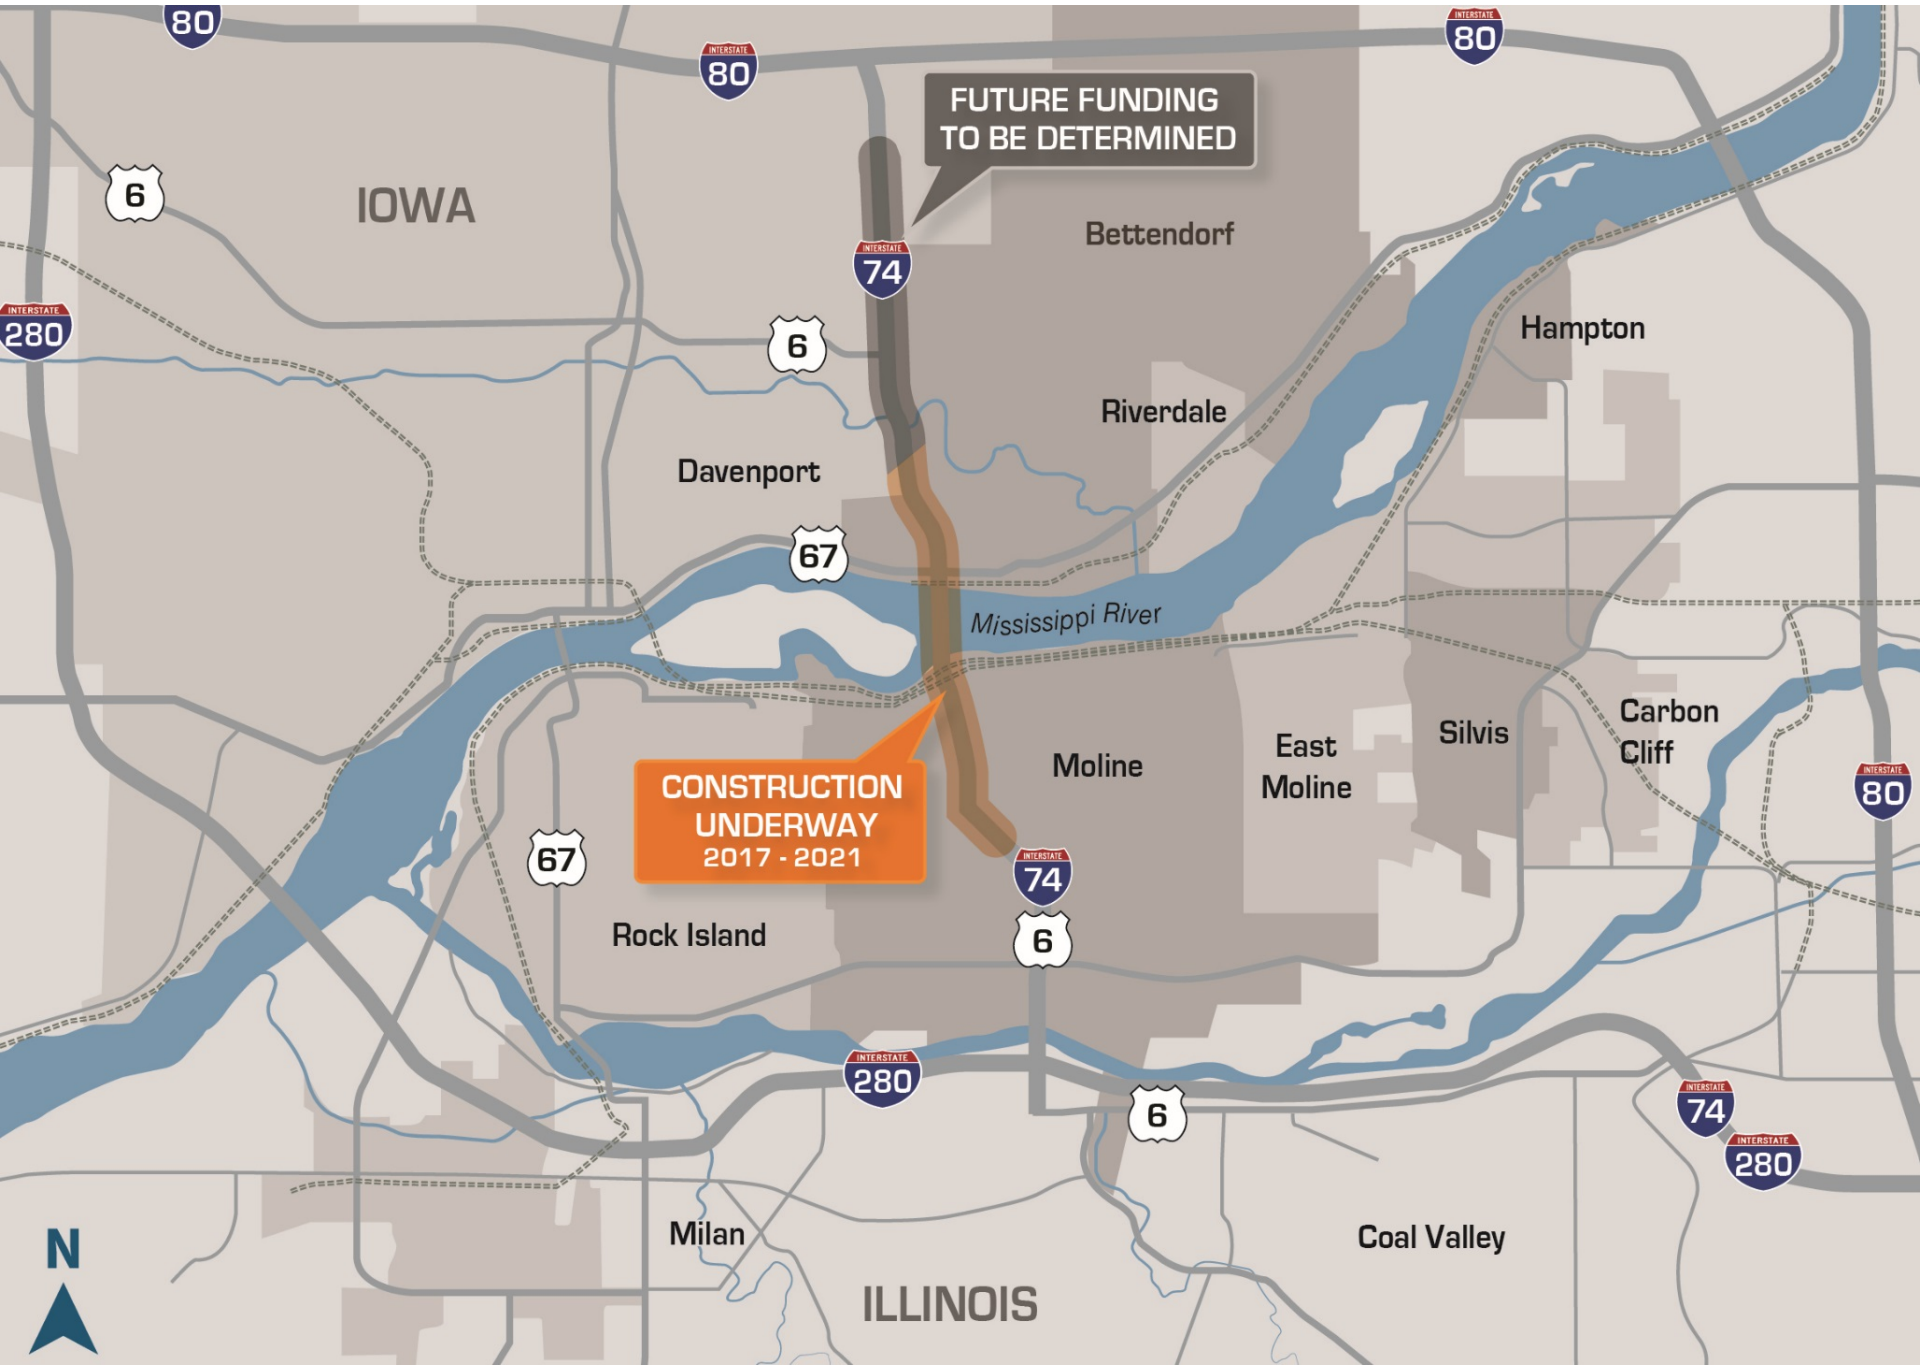 80
INTERSTATE
80
INTERSTATE
80
FUTURE FUNDING
TO BE DETERMINED
6
IOWA
Bettendorf
INTERSTATE
74
INTERSTATE
280
6
Hampton
Riverdale
Davenport
67
Mississippi River
Carbon
Cliff
Silvis
East
Moline
Moline
INTERSTATE
80
CONSTRUCTION
UNDERWAY
2017 - 2021
67
INTERSTATE
74
Rock Island
6
INTERSTATE
280
6
INTERSTATE
74
INTERSTATE
280
Milan
Coal Valley
N
ILLINOIS